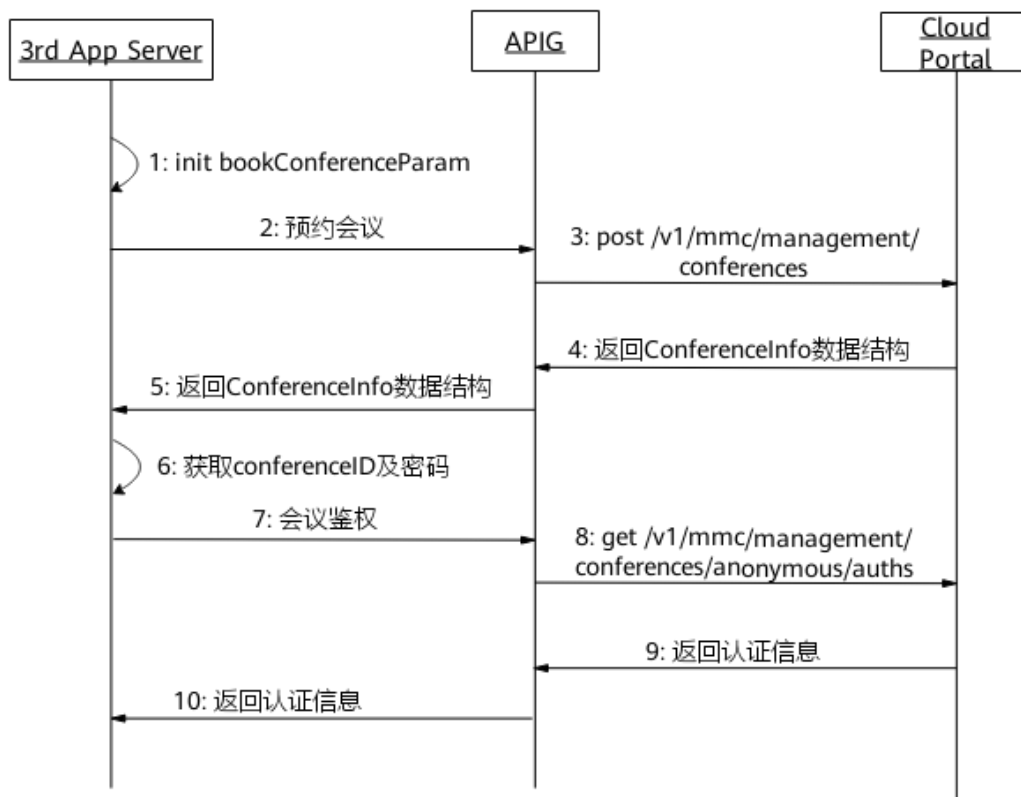 3rd App Server
APIG
Cloud
Portal
1: init bookConferenceParam
2: 预约会议
3: post /v1/mmc/management/
conferences
4: 返回ConferenceInfo数据结构
5: 返回ConferenceInfo数据结构
6: 获取conferenceID及密码
7: 会议鉴权
8: get /v1/mmc/management/
conferences/anonymous/auths
9: 返回认证信息
10: 返回认证信息